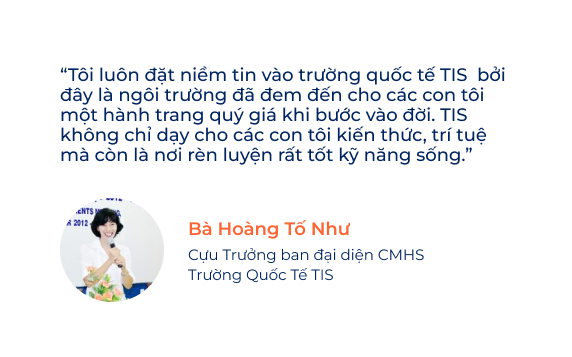 “Tôi luôn đặt niềm tin vào trường quốc tế TIS bởi
đây là ngôi trường đã đem đến cho các con tôi
một hành trang quý giá khi bước vào đời. TIS
không chỉ dạy cho các con tôi kiến thức, trí tuệ
mà còn là nơi rèn luyện rất tốt kỹ năng sống.”
2012
2012 -
Bà Hoàng Tố Như
Cựu Trưởng ban đại diện CMHS
Trường Quốc Tế TIS